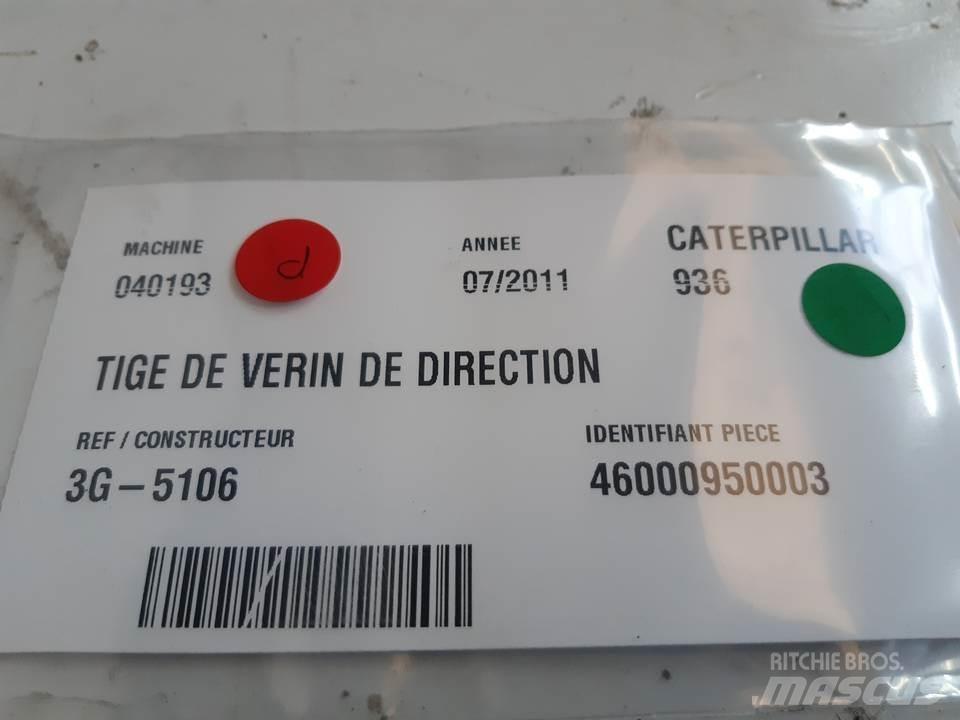 MACHINE
040193
d
ANNEE
07/2011
CATERPILLAR
936
TIGE DE VERIN DE DIRECTION
REF / CONSTRUCTEUR
3G-5106
IDENTIFIANT PIECE
46000950003
RITCHIE BROS.
MASCUS